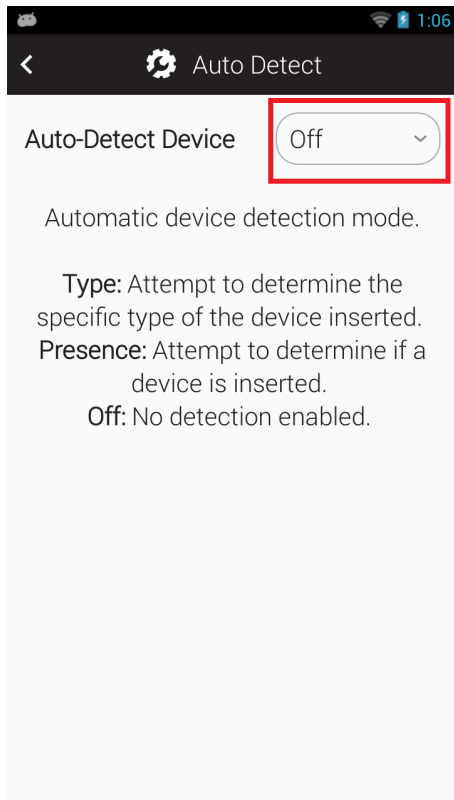 1:06
Auto Detect
Auto-Detect Device
Off
Automatic device detection mode.
Type: Attempt to determine the
specific type of the device inserted.
Presence: Attempt to determine if a
device is inserted.
Off: No detection enabled.